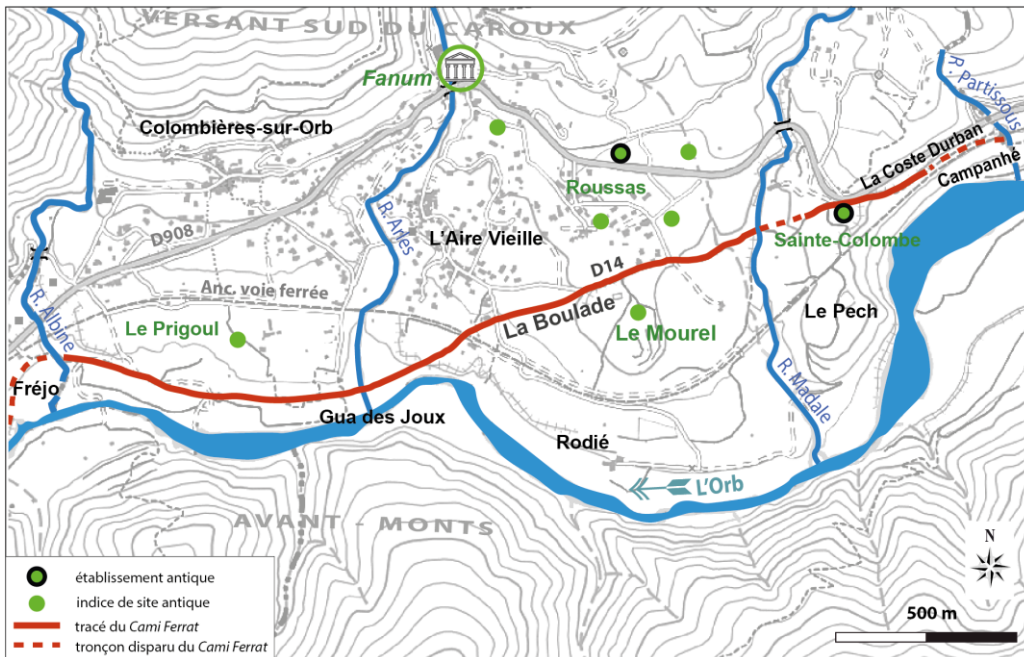 VERSANT SUD DU CAROUX
Fanum
R. Partissous
Colombières-sur-Orb
La Coste Durban
Campanhé
Roussas
R. Arles
D908
L'Aire Vieille
Sainte-Colombe
D14
Anc. voie ferrée
R. Albine
Le Prigoul
La Boulade
Le Mourel
Le Pech
R. Madale
Fréjo
Gua des Joux
Rodié
L'Orb
AVANT - MONTS
N
établissement antique
indice de site antique
tracé du Cami Ferrat
tronçon disparu du Cami Ferrat
500 m